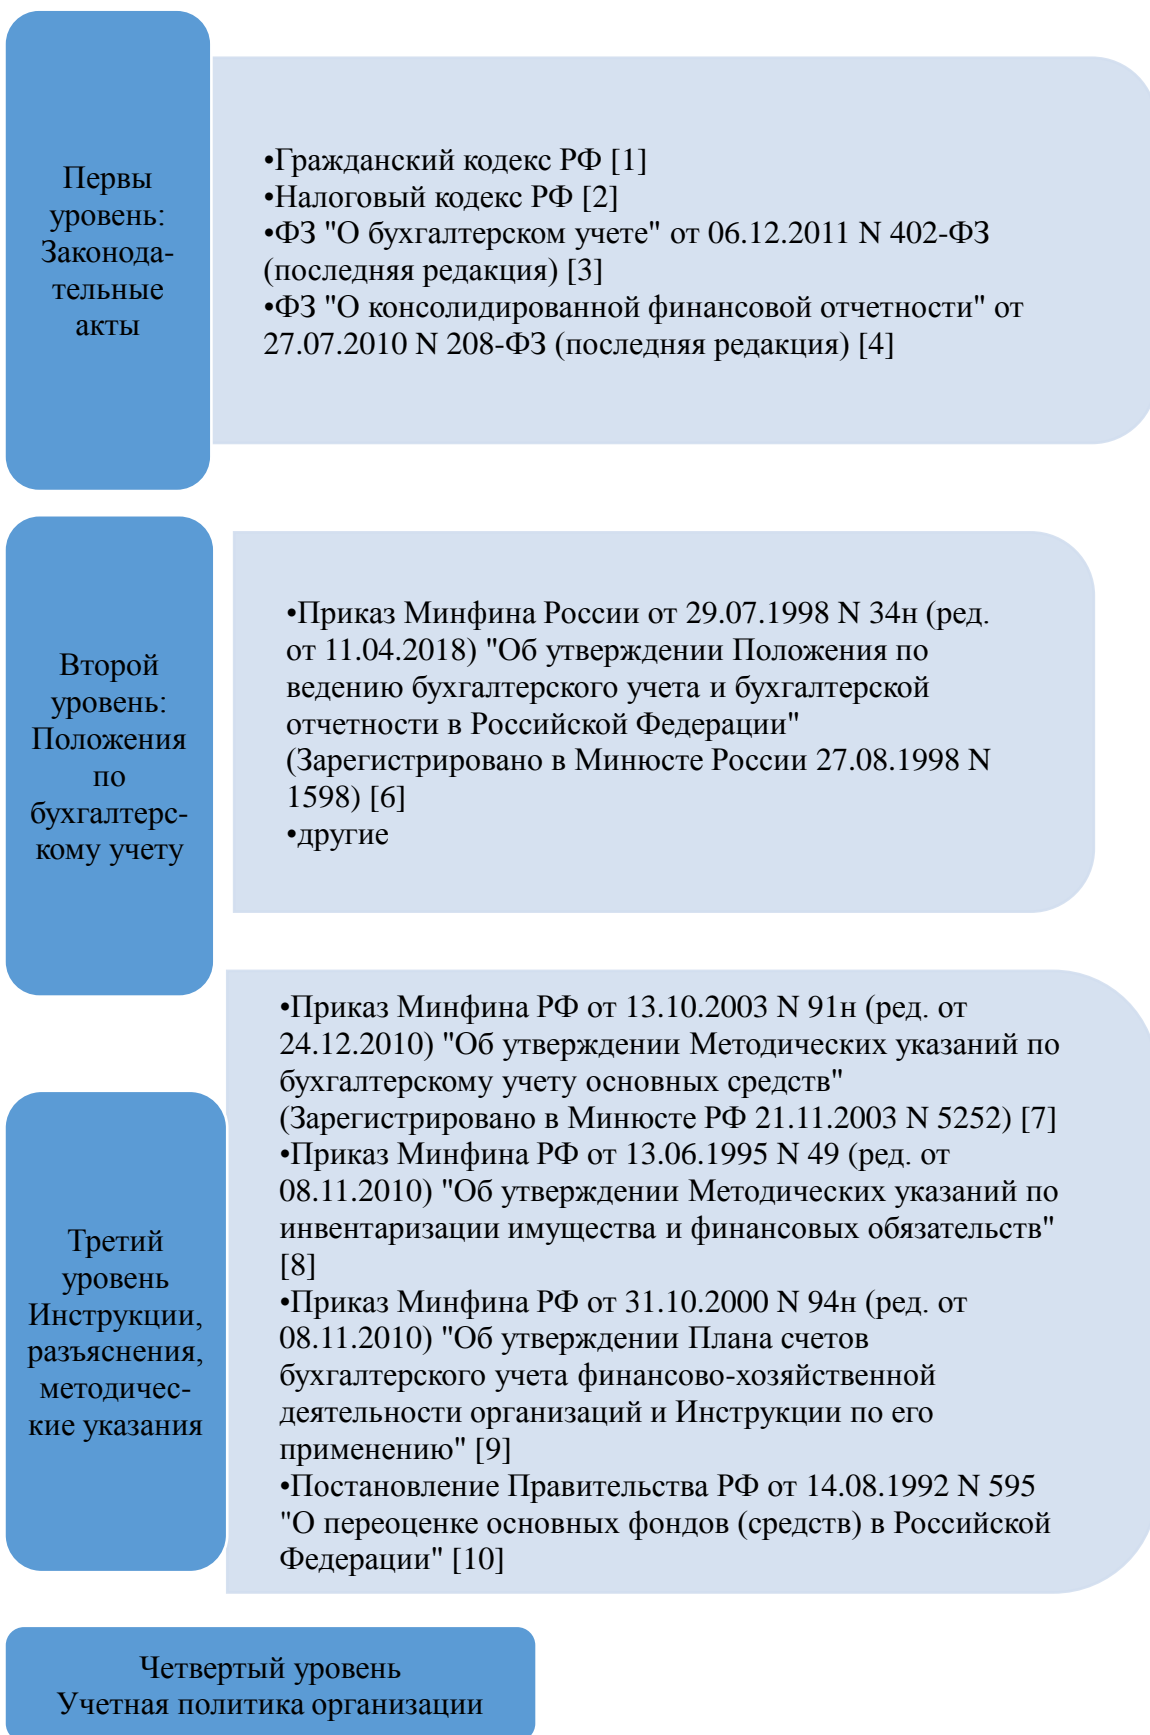 Первы
уровень:
Законода-
тельные
акты
•Гражданский кодекс РФ [1]
•Налоговый кодекс РФ [2]
•ФЗ "О бухгалтерском учете" от 06.12.2011 N 402-ФЗ
(последняя редакция) [3]
•ФЗ "О консолидированной финансовой отчетности" от
27.07.2010 N 208-ФЗ (последняя редакция) [4]
Второй
уровень:
Положения
по
бухгалтерс-
кому учету
•Приказ Минфина России от 29.07.1998 N 34н (ред.
от 11.04.2018) "Об утверждении Положения по
ведению бухгалтерского учета и бухгалтерской
отчетности в Российской Федерации"
(Зарегистрировано в Минюсте России 27.08.1998 N
1598) [6]
•другие
Третий
уровень
Инструкции,
разъяснения,
методичес-
кие указания
•Приказ Минфина РФ от 13.10.2003 N 91н (ред. от
24.12.2010) "Об утверждении Методических указаний по
бухгалтерскому учету основных средств"
(Зарегистрировано в Минюсте РФ 21.11.2003 N 5252) [7]
•Приказ Минфина РФ от 13.06.1995 N 49 (ред. от
08.11.2010) "Об утверждении Методических указаний по
инвентаризации имущества и финансовых обязательств"
[8]
•Приказ Минфина РФ от 31.10.2000 N 94н (ред. от
08.11.2010) "Об утверждении Плана счетов
бухгалтерского учета финансово-хозяйственной
деятельности организаций и Инструкции по его
применению" [9]
•Постановление Правительства РФ от 14.08.1992 N 595
"О переоценке основных фондов (средств) в Российской
Федерации" [10]
Четвертый уровень
Учетная политика организации